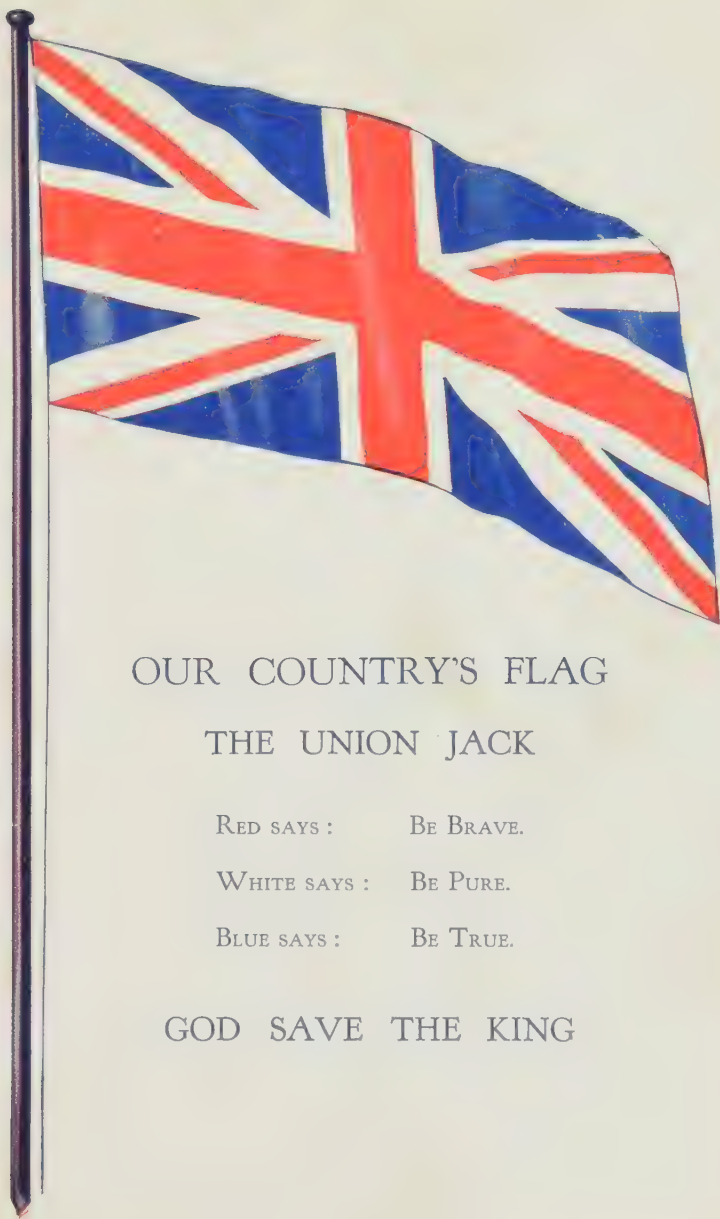 OUR COUNTRY'S FLAG
THE UNION JACK
RED SAYS : BE BRAVE.
WHITE SAYS : BE PURE.
BLUE SAYS : BE TRUE.
GOD SAVE THE KING